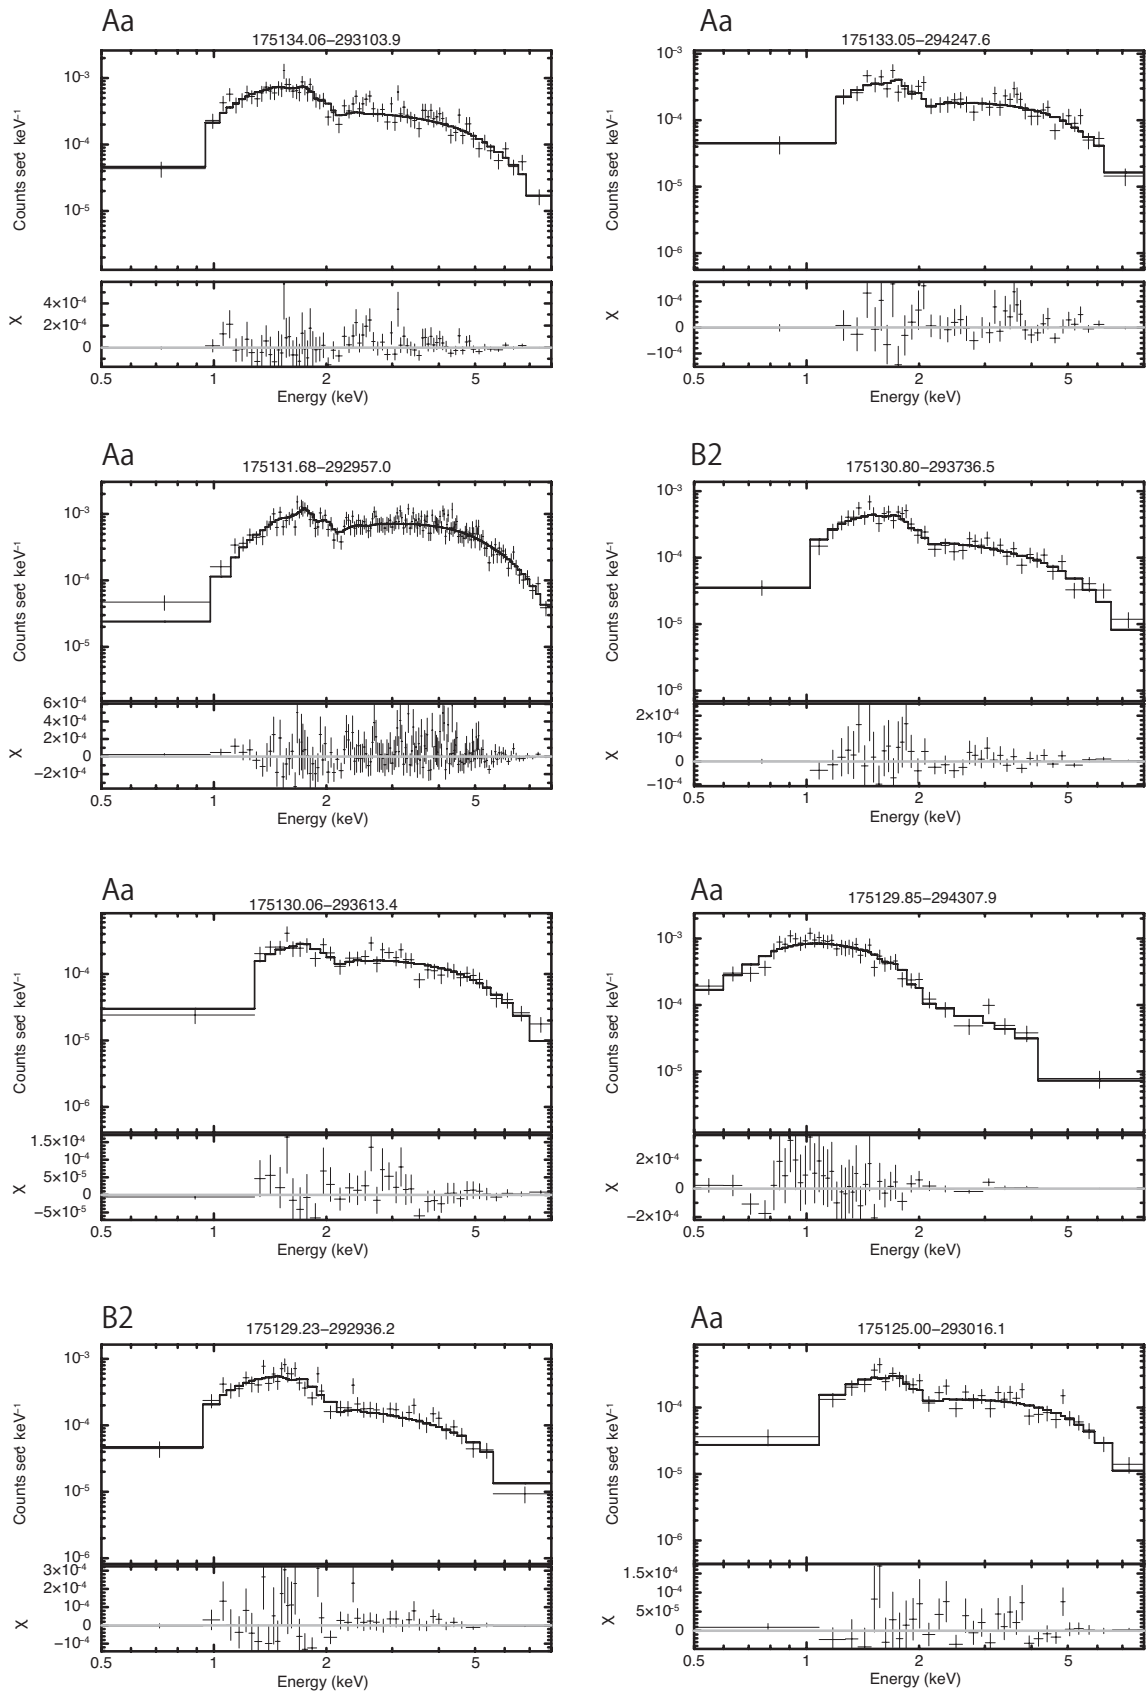 Aa
175134.06−293103.9
Counts sec keV⁻¹
10⁻³
10⁻⁴
10⁻⁵
χ
4×10⁻⁴
2×10⁻⁴
0
0.5 1 2 5
Energy (keV)
Aa
175133.05−294247.6
Counts sec keV⁻¹
10⁻³
10⁻⁴
10⁻⁵
10⁻⁶
χ
10⁻⁴
0
−10⁻⁴
0.5 1 2 5
Energy (keV)
Aa
175131.68−292957.0
Counts sec keV⁻¹
10⁻³
10⁻⁴
10⁻⁵
χ
6×10⁻⁴
4×10⁻⁴
2×10⁻⁴
0
−2×10⁻⁴
0.5 1 2 5
Energy (keV)
B2
175130.80−293736.5
Counts sec keV⁻¹
10⁻³
10⁻⁴
10⁻⁵
10⁻⁶
χ
2×10⁻⁴
10⁻⁴
0
−10⁻⁴
0.5 1 2 5
Energy (keV)
Aa
175130.06−293613.4
Counts sec keV⁻¹
10⁻⁴
10⁻⁵
10⁻⁶
χ
1.5×10⁻⁴
10⁻⁴
5×10⁻⁵
0
−5×10⁻⁵
0.5 1 2 5
Energy (keV)
Aa
175129.85−294307.9
Counts sec keV⁻¹
10⁻³
10⁻⁴
10⁻⁵
χ
2×10⁻⁴
0
−2×10⁻⁴
0.5 1 2 5
Energy (keV)
B2
175129.23−292936.2
Counts sec keV⁻¹
10⁻³
10⁻⁴
10⁻⁵
10⁻⁶
χ
3×10⁻⁴
2×10⁻⁴
10⁻⁴
0
−10⁻⁴
0.5 1 2 5
Energy (keV)
Aa
175125.00−293016.1
Counts sec keV⁻¹
10⁻³
10⁻⁴
10⁻⁵
10⁻⁶
χ
1.5×10⁻⁴
10⁻⁴
5×10⁻⁵
0
0.5 1 2 5
Energy (keV)